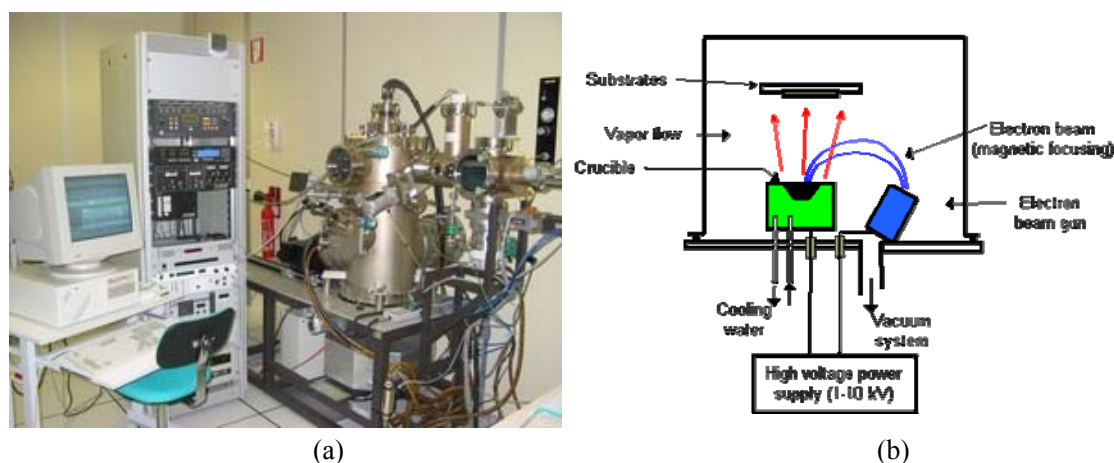 Substrates
Vapor flow
Crucible
Electron beam
(magnetic focusing)
Electron
beam gun
Cooling
water
Vacuum
system
High voltage power
supply (1-10 kV)
(a)
(b)